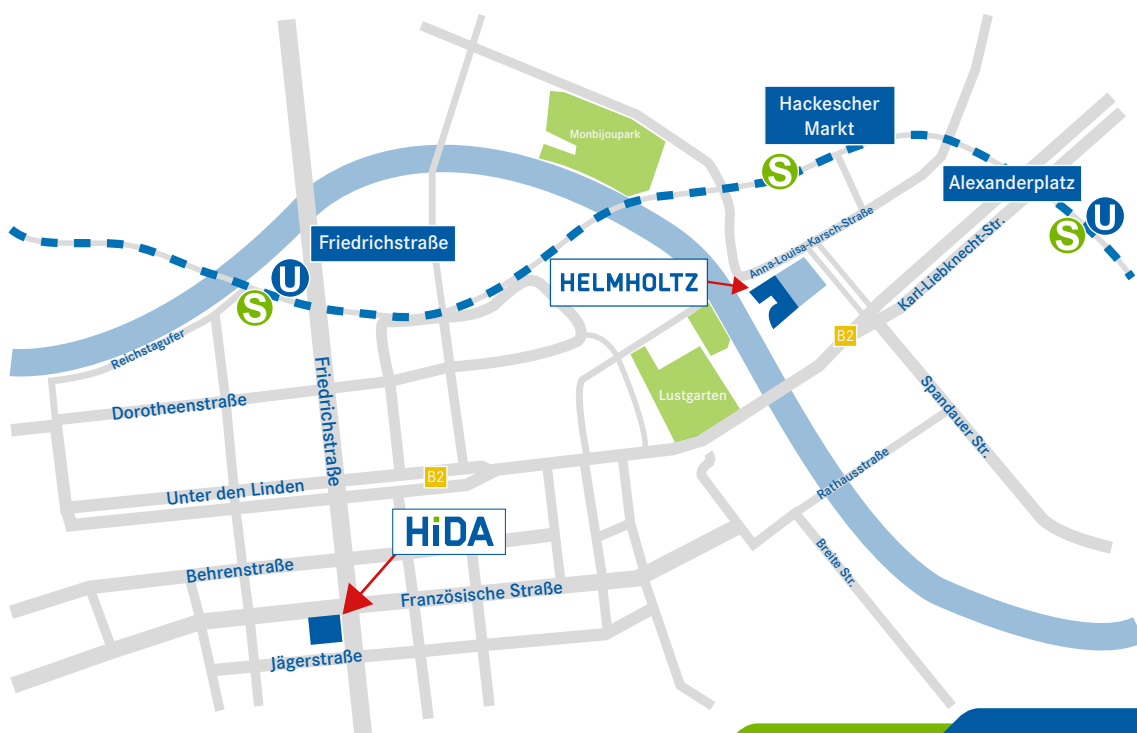 Monbijoupark
Hackescher
Markt
S
Alexanderplatz
U
S
Friedrichstraße
U
S
Anna-Louisa-Karsch-Straße
Karl-Liebknecht-Str.
HELMHOLTZ
B2
Reichstagufer
Friedrichstraße
Dorotheenstraße
Lustgarten
Spandauer Str.
Rathausstraße
B2
Unter den Linden
HiDA
Breite Str.
Behrenstraße
Französische Straße
Jägerstraße